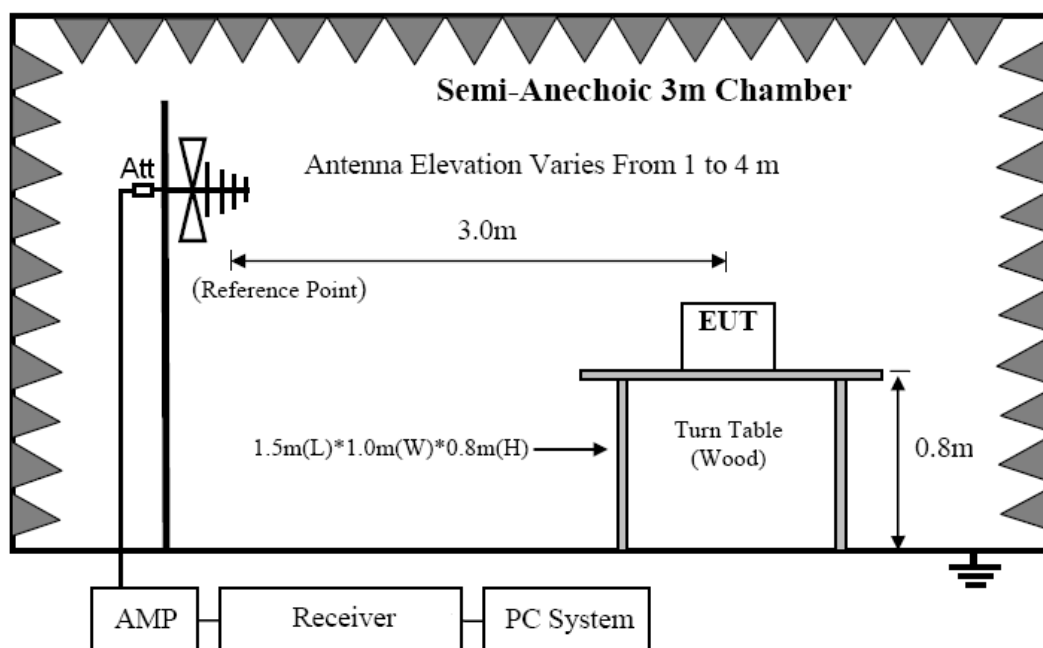 Semi-Anechoic 3m Chamber
Att
Antenna Elevation Varies From 1 to 4 m
3.0m
(Reference Point)
EUT
1.5m(L)*1.0m(W)*0.8m(H)
Turn Table
(Wood)
0.8m
AMP
Receiver
PC System